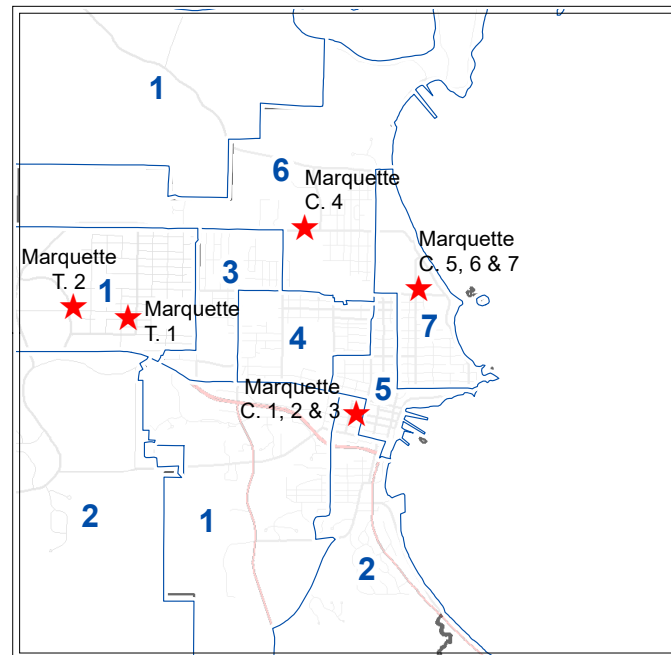 1
6
Marquette
C. 4
Marquette
T. 2
1
3
Marquette
C. 5, 6 & 7
Marquette
T. 1
4
7
5
Marquette
C. 1, 2 & 3
2
1
2